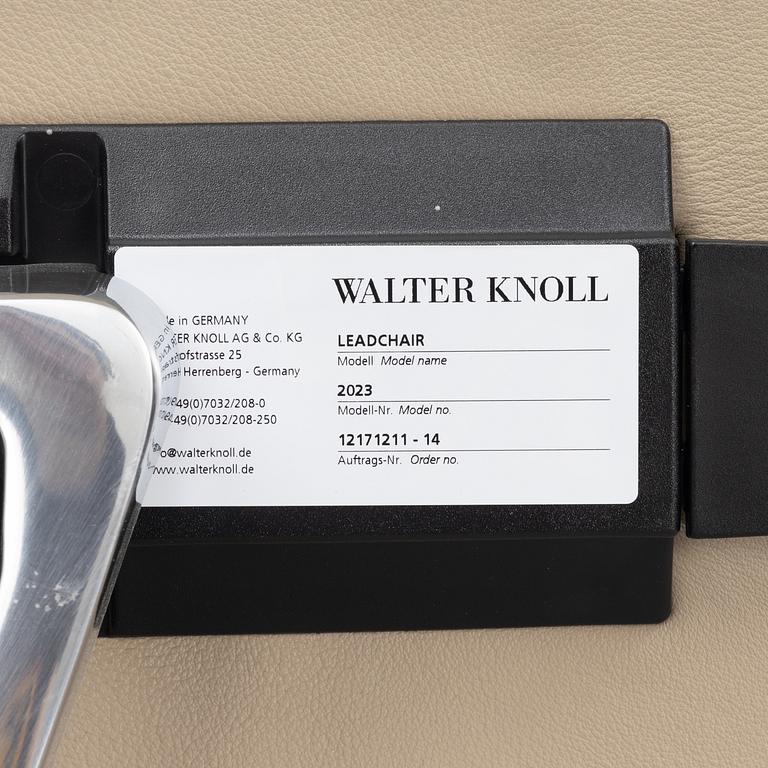 WALTER KNOLL
in GERMANY
KNOLL AG & Co. KG
25
Herrenberg - Germany
49(0)7032/208-0
49(0)7032/208-250
o@walterknoll.de
www.walterknoll.de
LEADCHAIR
Modell Model name
2023
Modell-Nr. Model no.
12171211 - 14
Auftrags-Nr. Order no.